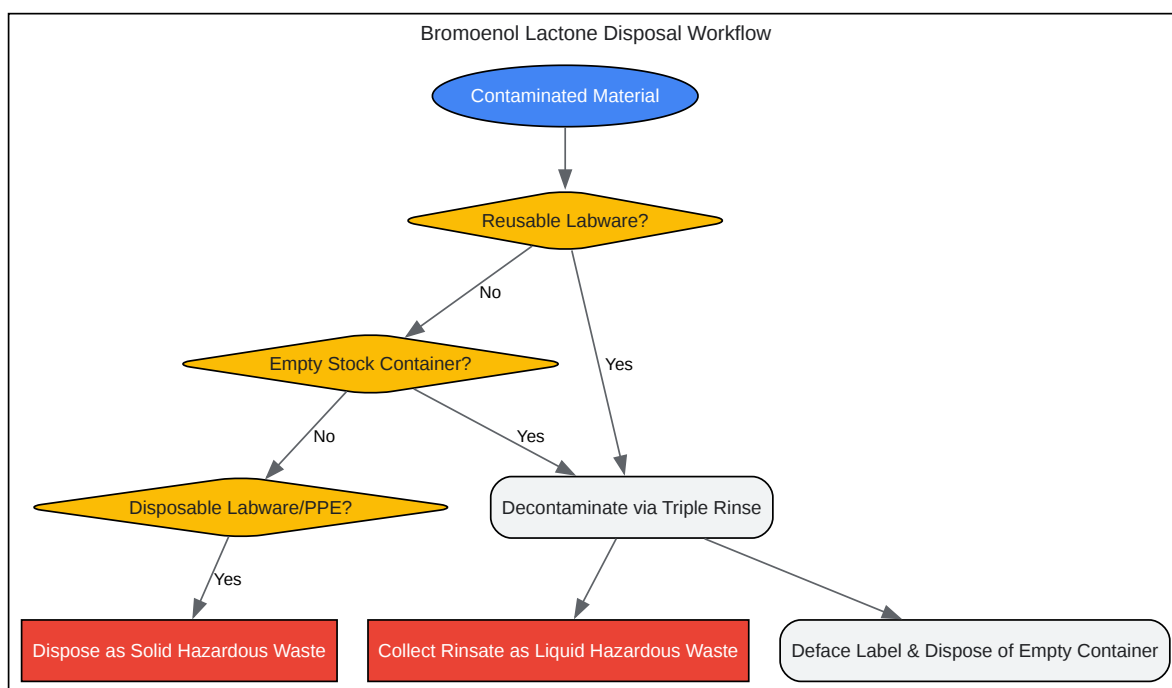 Bromoenol Lactone Disposal Workflow
Contaminated Material
Reusable Labware?
No
Yes
Empty Stock Container?
No
Yes
Disposable Labware/PPE?
Decontaminate via Triple Rinse
Yes
Dispose as Solid Hazardous Waste
Collect Rinsate as Liquid Hazardous Waste
Deface Label & Dispose of Empty Container